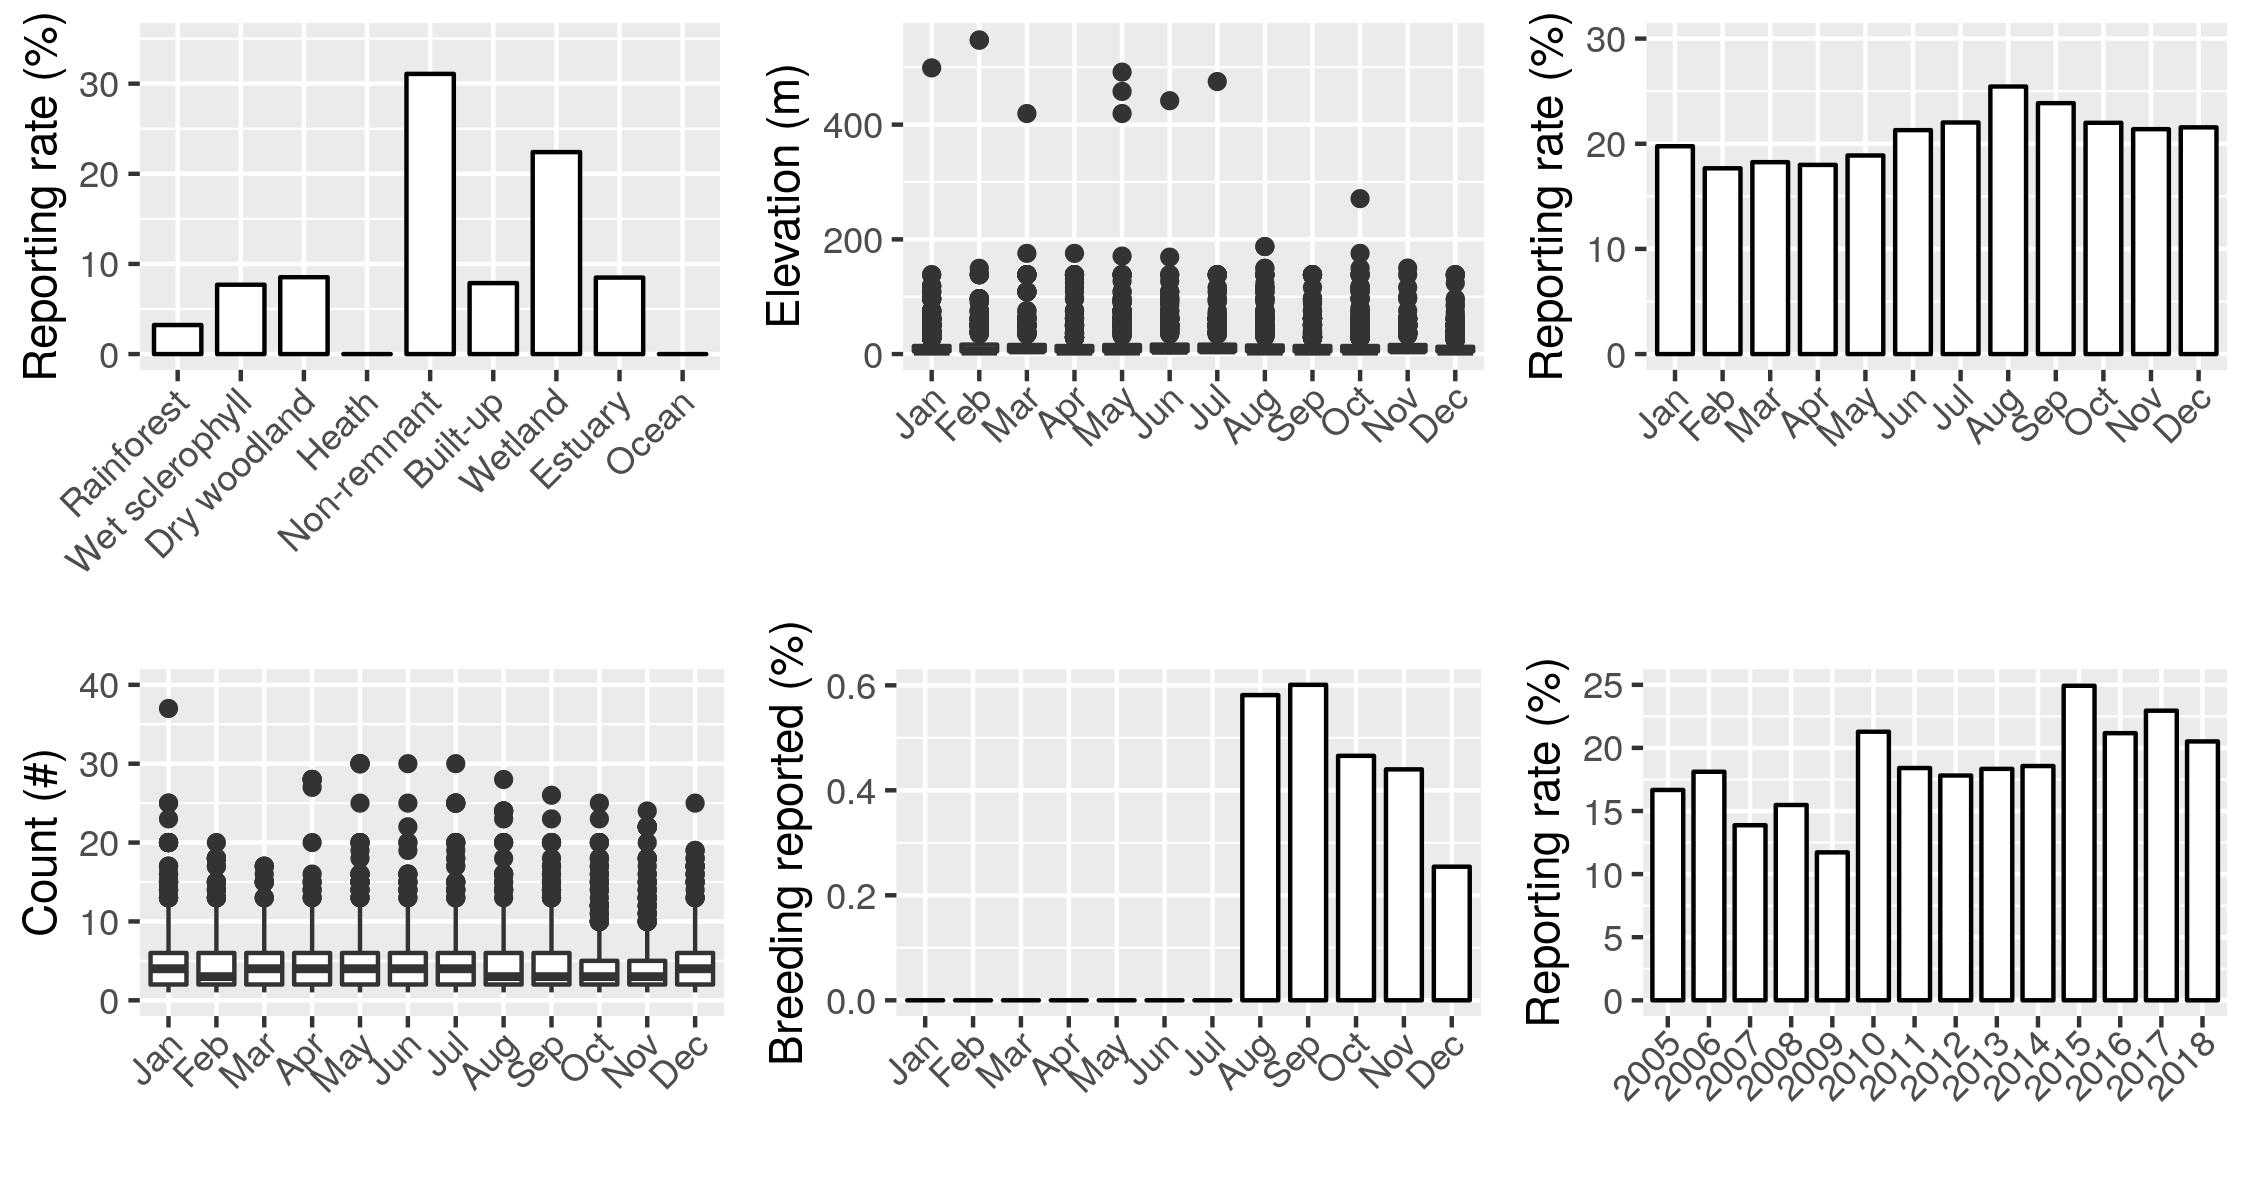 Reporting rate (%)
30
20
10
0
Rainforest
Wet sclerophyll
Dry woodland
Heath
Non-remnant
Built-up
Wetland
Estuary
Ocean
Elevation (m)
400
200
0
Jan
Feb
Mar
Apr
May
Jun
Jul
Aug
Sep
Oct
Nov
Dec
Reporting rate (%)
30
20
10
0
Jan
Feb
Mar
Apr
May
Jun
Jul
Aug
Sep
Oct
Nov
Dec
Count (#)
40
30
20
10
0
Jan
Feb
Mar
Apr
May
Jun
Jul
Aug
Sep
Oct
Nov
Dec
Breeding reported (%)
0.6
0.4
0.2
0.0
Jan
Feb
Mar
Apr
May
Jun
Jul
Aug
Sep
Oct
Nov
Dec
Reporting rate (%)
25
20
15
10
5
0
2005
2006
2007
2008
2009
2010
2011
2012
2013
2014
2015
2016
2017
2018